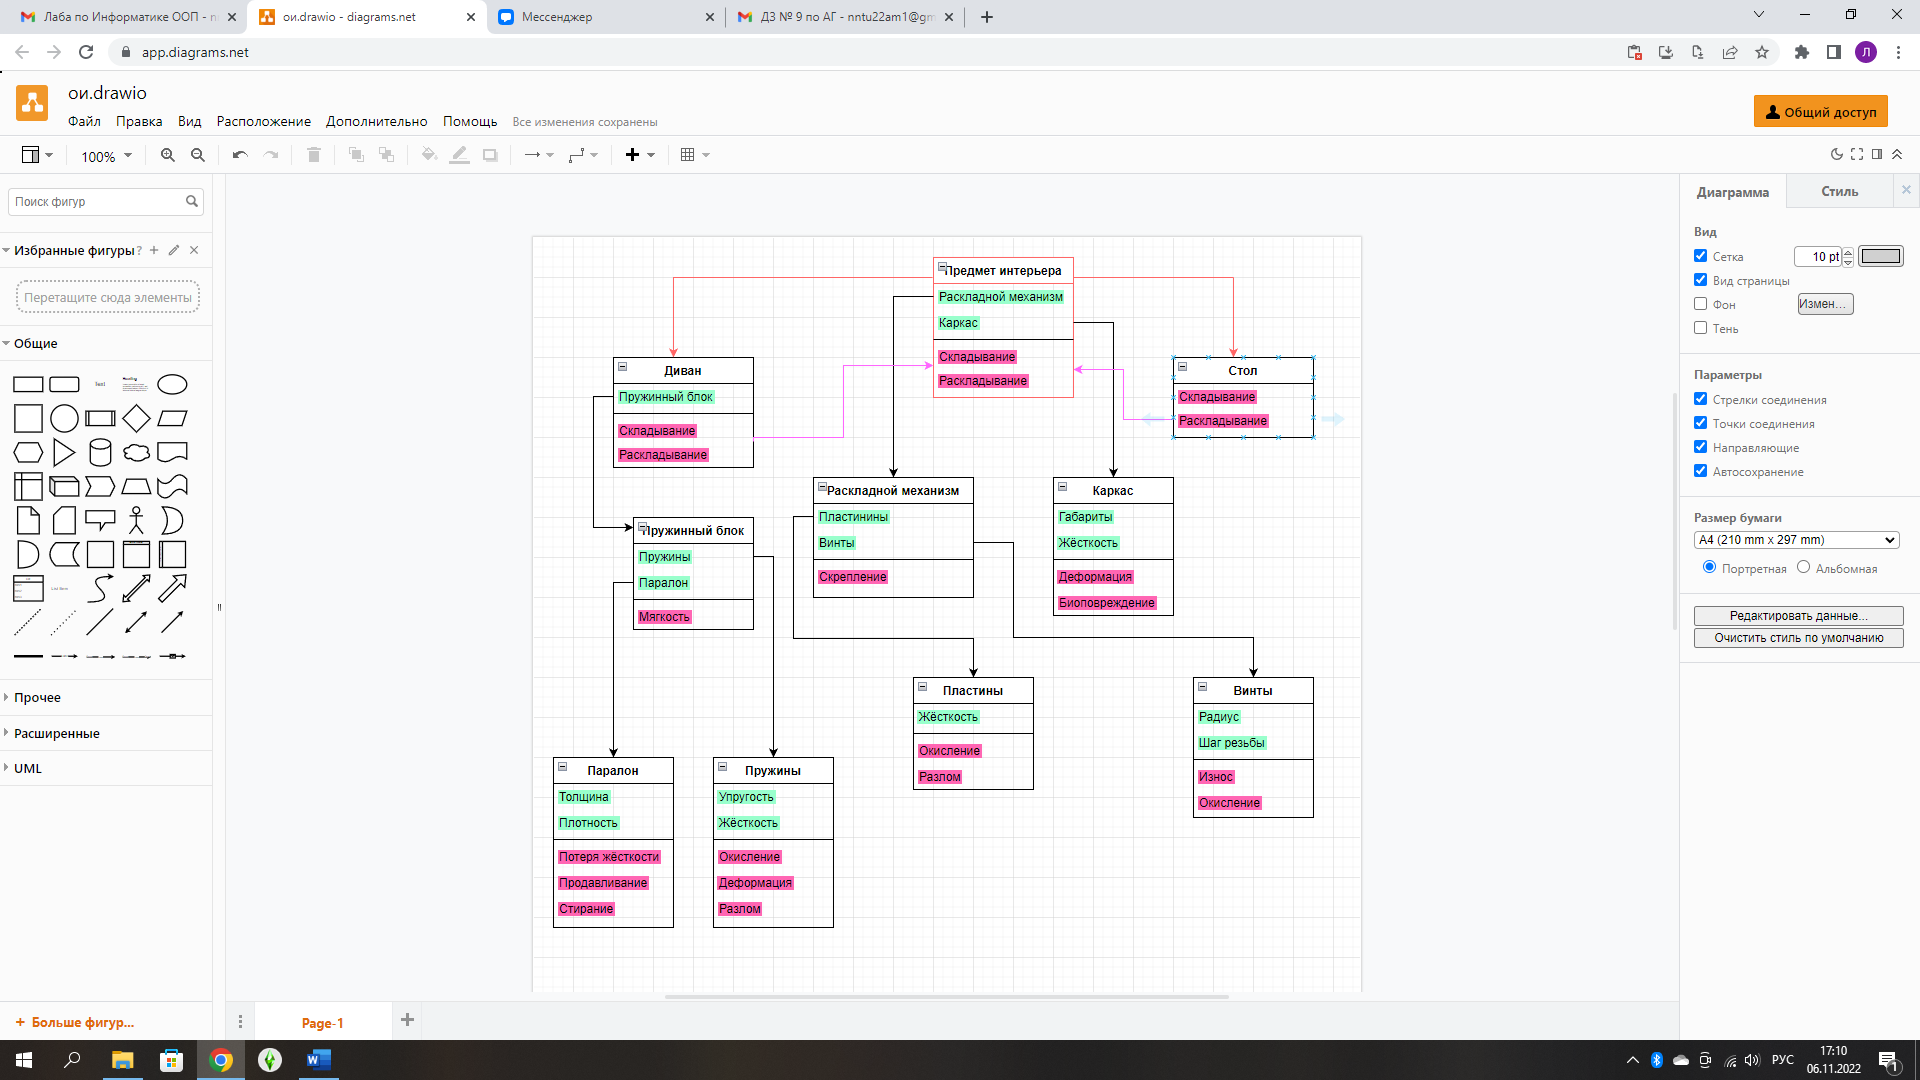 Лаба по Информатике ООП - n
ои.drawio - diagrams.net
Мессенджер
ДЗ № 9 по АГ - nntu22am1@gm
app.diagrams.net
Л
ои.drawio
Файл Правка Вид Расположение Дополнительно Помощь Все изменения сохранены
Общий доступ
100%
Поиск фигур
Избранные фигуры ?
Перетащите сюда элементы
Общие
Text
Heading
Прочее
Расширенные
UML
+ Больше фигур...
Предмет интерьера
Раскладной механизм
Каркас
Складывание
Раскладывание
Диван
Пружинный блок
Складывание
Раскладывание
Стол
Складывание
Раскладывание
Пружинный блок
Пружины
Паралон
Мягкость
Раскладной механизм
Пластинины
Винты
Скрепление
Каркас
Габариты
Жёсткость
Деформация
Биоповреждение
Пластины
Жёсткость
Окисление
Разлом
Винты
Радиус
Шаг резьбы
Износ
Окисление
Паралон
Толщина
Плотность
Потеря жёсткости
Продавливание
Стирание
Пружины
Упругость
Жёсткость
Окисление
Деформация
Разлом
Page-1
Диаграмма
Стиль
Вид
Сетка 10 pt
Вид страницы
Фон Измен...
Тень
Параметры
Стрелки соединения
Точки соединения
Направляющие
Автосохранение
Размер бумаги
A4 (210 mm x 297 mm)
Портретная Альбомная
Редактировать данные...
Очистить стиль по умолчанию
РУС
17:10
06.11.2022
1